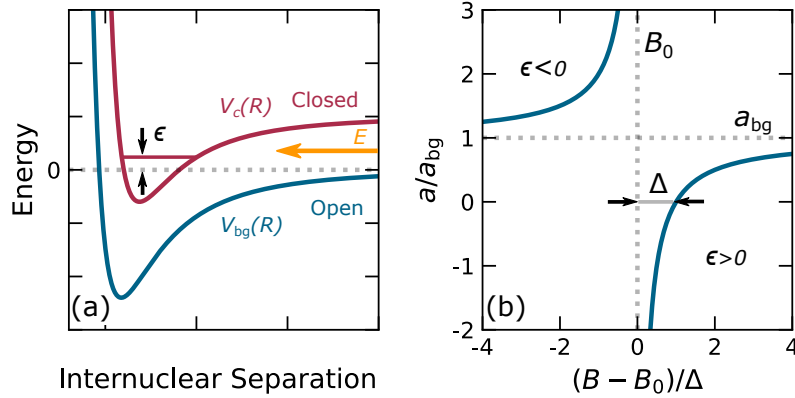 V_c(R) Closed
ϵ
E
Energy
0
V_bg(R) Open
(a)
Internuclear Separation
3
ϵ<0
B_0
2
a/a_bg
1
a_bg
Δ
0
ϵ>0
-1
(b)
-2
-4 -2 0 2 4
(B − B_0)/Δ